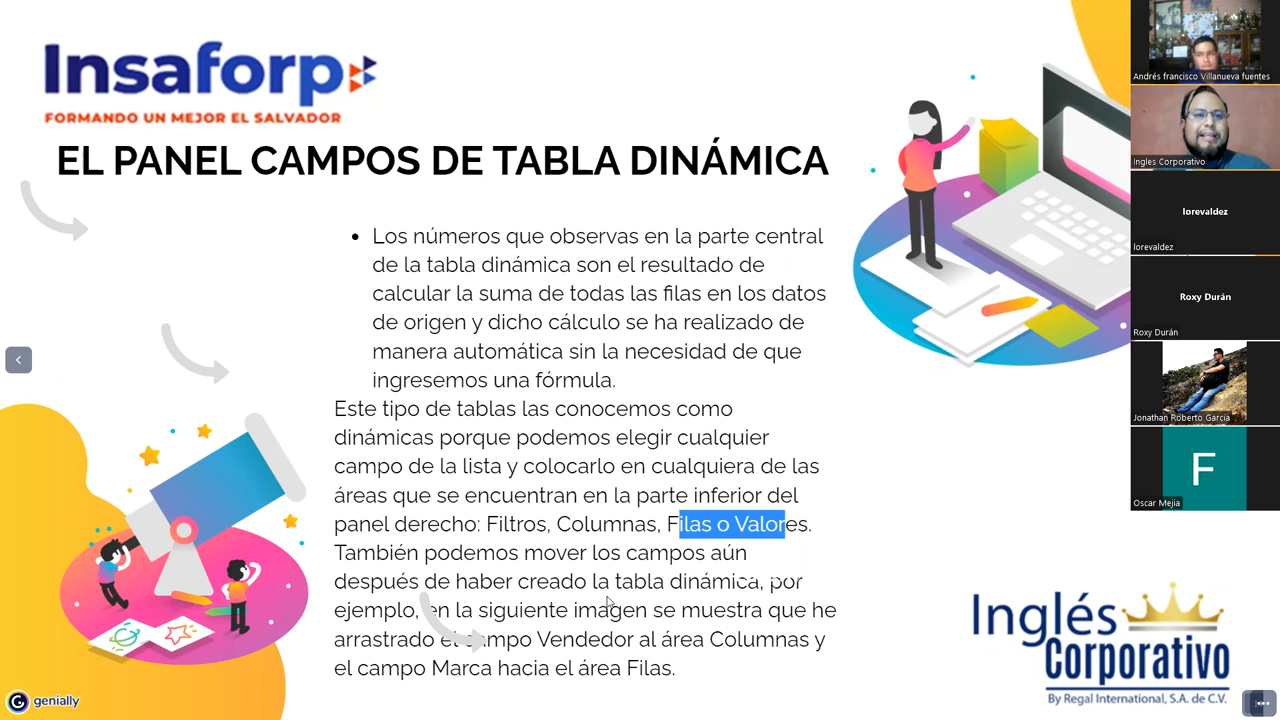 Insaforp
FORMANDO UN MEJOR EL SALVADOR
EL PANEL CAMPOS DE TABLA DINÁMICA
• Los números que observas en la parte central
de la tabla dinámica son el resultado de
calcular la suma de todas las filas en los datos
de origen y dicho cálculo se ha realizado de
manera automática sin la necesidad de que
ingresemos una fórmula.
Este tipo de tablas las conocemos como
dinámicas porque podemos elegir cualquier
campo de la lista y colocarlo en cualquiera de las
áreas que se encuentran en la parte inferior del
panel derecho: Filtros, Columnas, Filas o Valores.
También podemos mover los campos aún
después de haber creado la tabla dinámica, por
ejemplo, en la siguiente imagen se muestra que he
arrastrado el campo Vendedor al área Columnas y
el campo Marca hacia el área Filas.
genially
Inglés
Corporativo
By Regal International, S.A. de C.V.
Andrés francisco Villanueva fuentes
Ingles Corporativo
lorevaldez
lorevaldez
Roxy Durán
Roxy Durán
Jonathan Roberto Garcia
F
Oscar Mejia